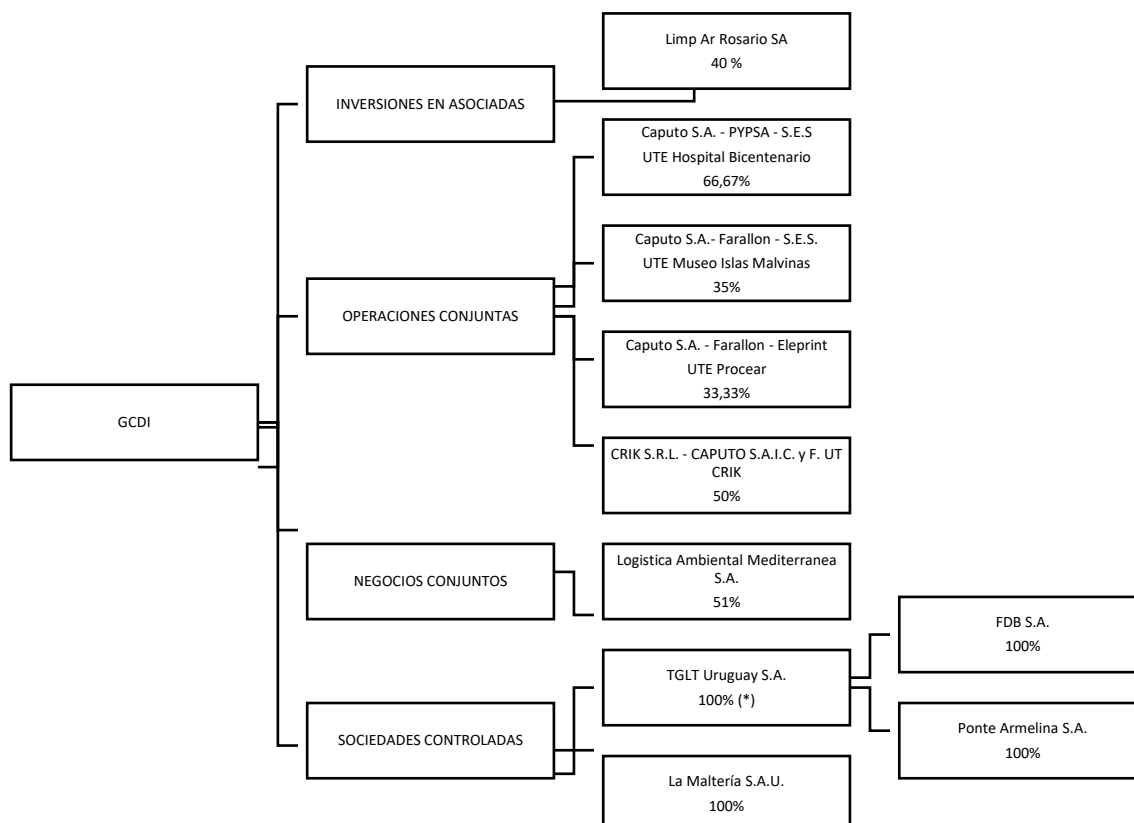 Limp Ar Rosario SA
40 %
INVERSIONES EN ASOCIADAS
Caputo S.A. - PYPSA - S.E.S
UTE Hospital Bicentenario
66,67%
Caputo S.A.- Farallon - S.E.S.
UTE Museo Islas Malvinas
35%
OPERACIONES CONJUNTAS
Caputo S.A. - Farallon - Eleprint
UTE Procear
33,33%
GCDI
CRIK S.R.L. - CAPUTO S.A.I.C. y F. UT
CRIK
50%
NEGOCIOS CONJUNTOS
Logistica Ambiental Mediterranea
S.A.
51%
FDB S.A.
100%
TGLT Uruguay S.A.
100% (*)
SOCIEDADES CONTROLADAS
Ponte Armelina S.A.
100%
La Maltería S.A.U.
100%